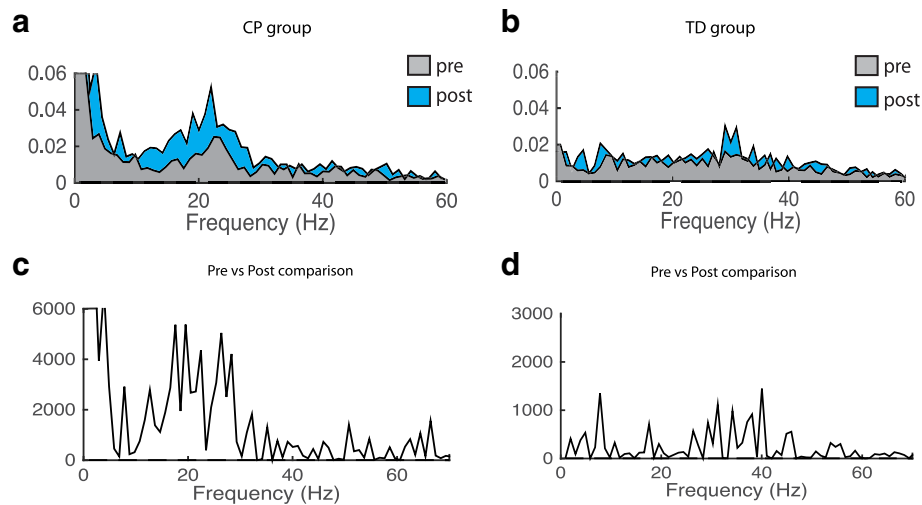 a
CP group
pre
post
0.06
0.04
0.02
0
0
20
40
60
Frequency (Hz)
b
TD group
pre
post
0.06
0.04
0.02
0
0
20
40
60
Frequency (Hz)
c
Pre vs Post comparison
6000
4000
2000
0
0
20
40
60
Frequency (Hz)
d
Pre vs Post comparison
3000
2000
1000
0
0
20
40
60
Frequency (Hz)